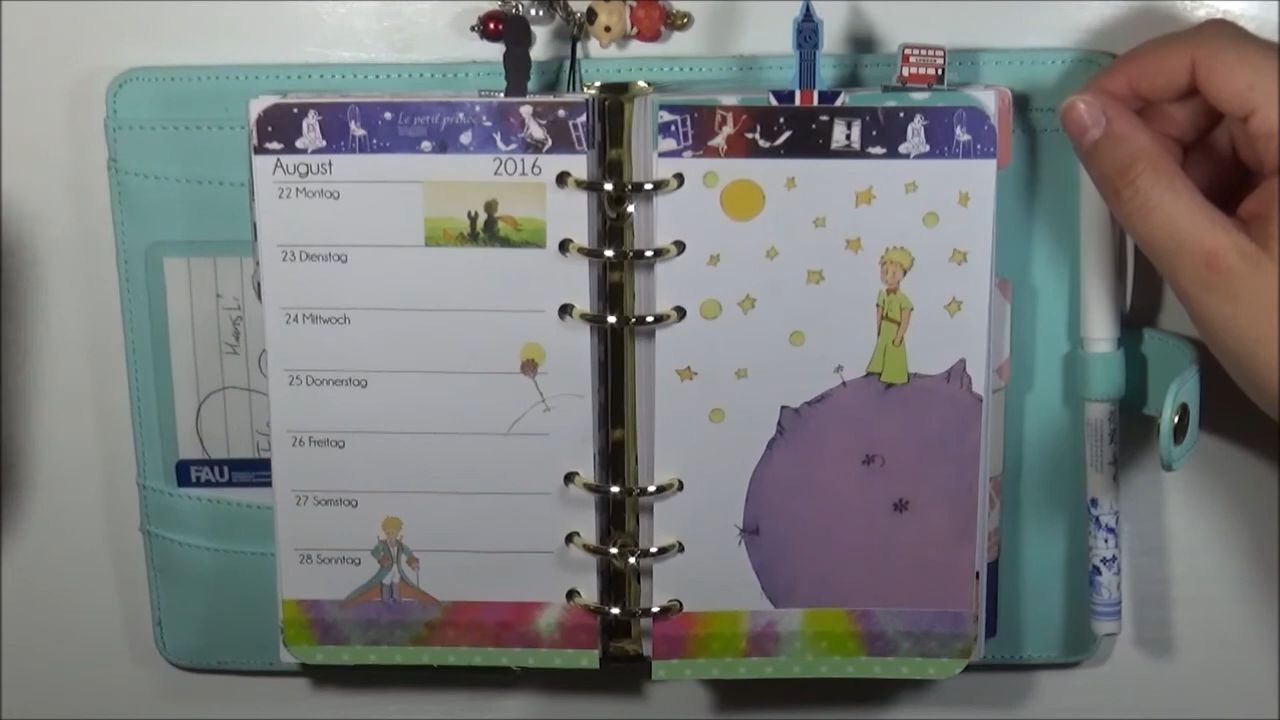 Le petit prince
August 2016
22 Montag
23 Dienstag
24 Mittwoch
25 Donnerstag
26 Freitag
27 Samstag
28 Sonntag
FAU
LONDON